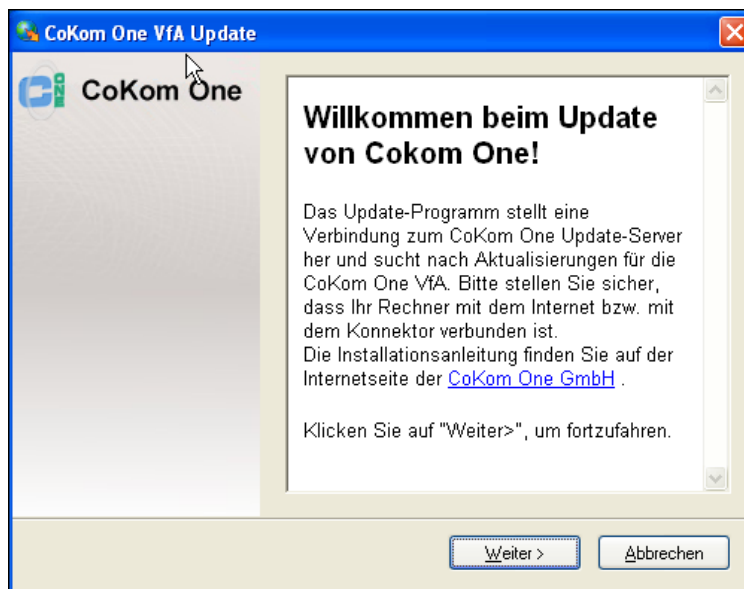 CoKom One VfA Update
CoKom One
Willkommen beim Update
von Cokom One!
Das Update-Programm stellt eine
Verbindung zum CoKom One Update-Server
her und sucht nach Aktualisierungen für die
CoKom One VfA. Bitte stellen Sie sicher,
dass Ihr Rechner mit dem Internet bzw. mit
dem Konnektor verbunden ist.
Die Installationsanleitung finden Sie auf der
Internetseite der CoKom One GmbH .
Klicken Sie auf "Weiter>", um fortzufahren.
Weiter >
Abbrechen